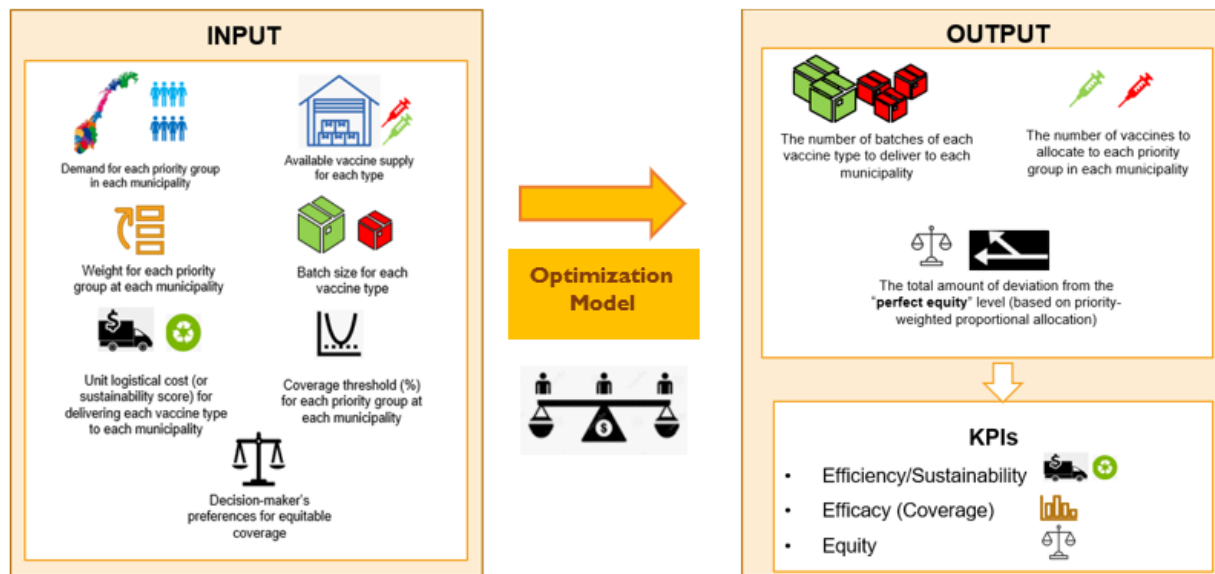 INPUT
Demand for each priority group
in each municipality
Available vaccine supply
for each type
Weight for each priority
group at each municipality
Batch size for each
vaccine type
Unit logistical cost (or
sustainability score) for
delivering each vaccine type
to each municipality
Coverage threshold (%)
for each priority group at
each municipality
Decision-maker's
preferences for equitable
coverage
Optimization
Model
$
OUTPUT
The number of batches of each
vaccine type to deliver to each
municipality
The number of vaccines to
allocate to each priority
group in each municipality
The total amount of deviation from the
"perfect equity" level (based on priority-
weighted proportional allocation)
KPIs
• Efficiency/Sustainability
• Efficacy (Coverage)
• Equity